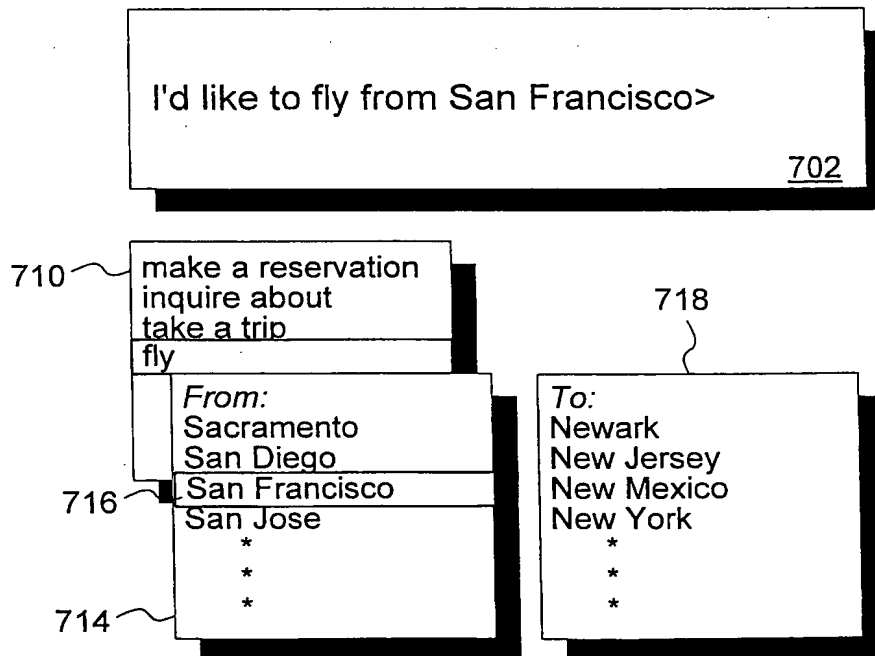 I'd like to fly from San Francisco>
702
710
make a reservation
inquire about
take a trip
fly
718
From:
Sacramento
San Diego
716
San Francisco
San Jose
*
*
*
714
To:
Newark
New Jersey
New Mexico
New York
*
*
*